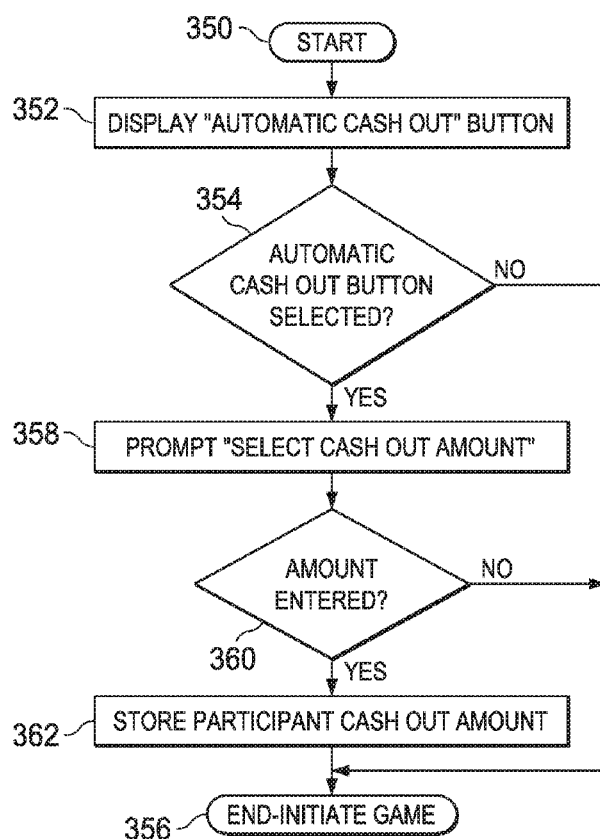 350
START
352
DISPLAY "AUTOMATIC CASH OUT" BUTTON
354
AUTOMATIC
CASH OUT BUTTON
SELECTED?
NO
YES
358
PROMPT "SELECT CASH OUT AMOUNT"
AMOUNT
ENTERED?
NO
360
YES
362
STORE PARTICIPANT CASH OUT AMOUNT
356
END-INITIATE GAME